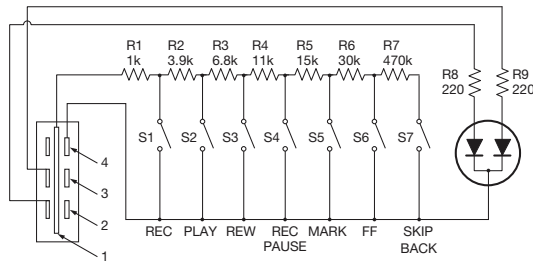 R1 R2 R3 R4 R5 R6 R7
1k 3.9k 6.8k 11k 15k 30k 470k
R8 R9
220 220
S1 S2 S3 S4 S5 S6 S7
4
3
2
1
REC PLAY REW REC MARK FF SKIP
PAUSE BACK